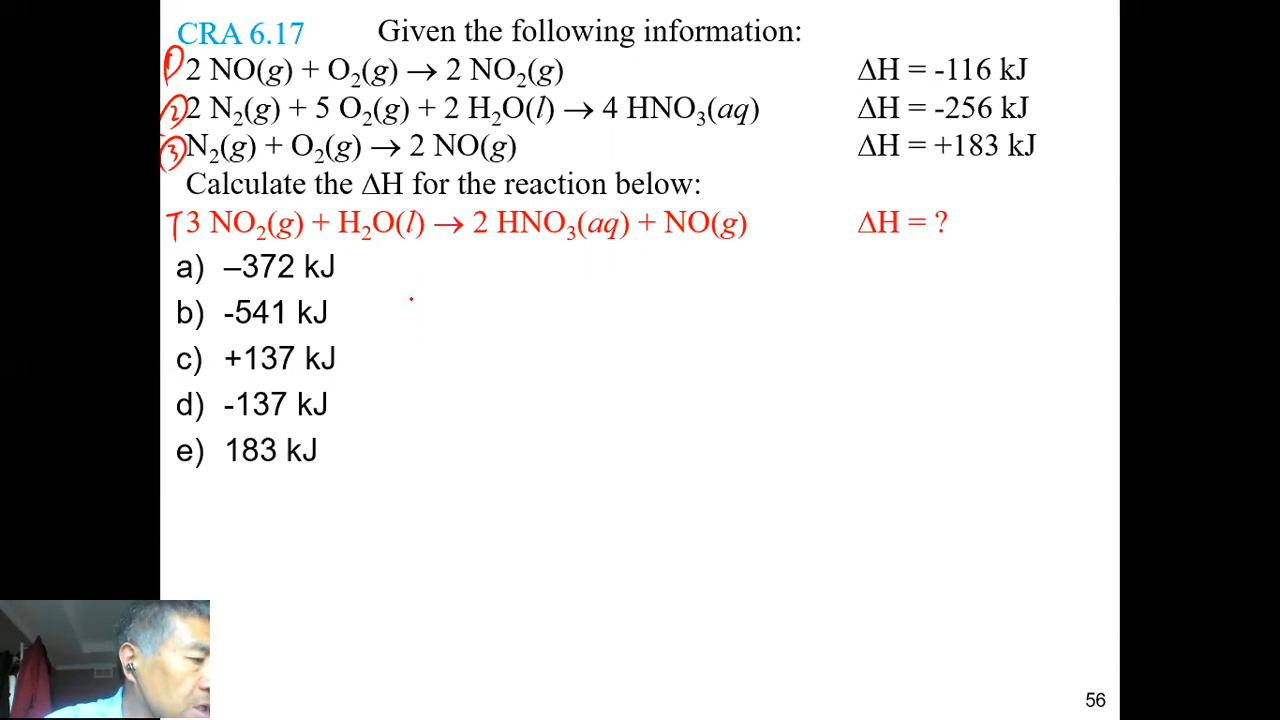 CRA 6.17 Given the following information:
① 2 NO(g) + O₂(g) → 2 NO₂(g) ΔH = -116 kJ
② 2 N₂(g) + 5 O₂(g) + 2 H₂O(l) → 4 HNO₃(aq) ΔH = -256 kJ
③ N₂(g) + O₂(g) → 2 NO(g) ΔH = +183 kJ
Calculate the ΔH for the reaction below:
T 3 NO₂(g) + H₂O(l) → 2 HNO₃(aq) + NO(g) ΔH = ?
a) –372 kJ
b) -541 kJ
c) +137 kJ
d) -137 kJ
e) 183 kJ
56